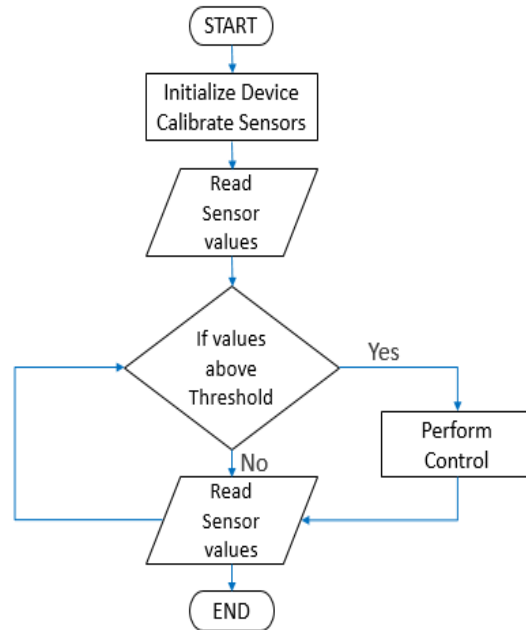 START
Initialize Device
Calibrate Sensors
Read
Sensor
values
If values
above
Threshold
Yes
Perform
Control
No
Read
Sensor
values
END